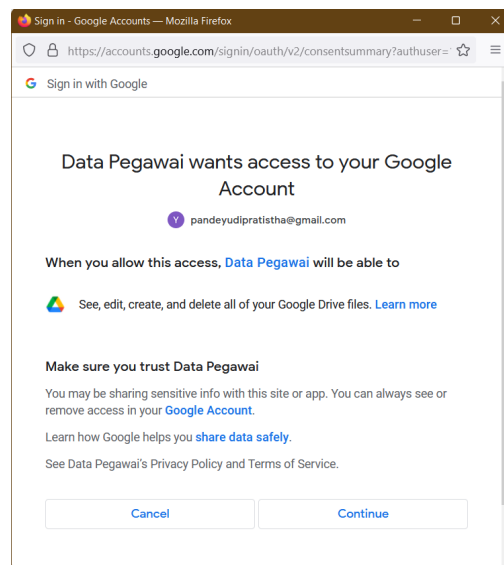 Sign in - Google Accounts — Mozilla Firefox
https://accounts.google.com/signin/oauth/v2/consentsummary?authuser=
G Sign in with Google
Data Pegawai wants access to your Google
Account
Y pandeyudipratistha@gmail.com
When you allow this access, Data Pegawai will be able to
See, edit, create, and delete all of your Google Drive files. Learn more
Make sure you trust Data Pegawai
You may be sharing sensitive info with this site or app. You can always see or
remove access in your Google Account.
Learn how Google helps you share data safely.
See Data Pegawai's Privacy Policy and Terms of Service.
Cancel
Continue